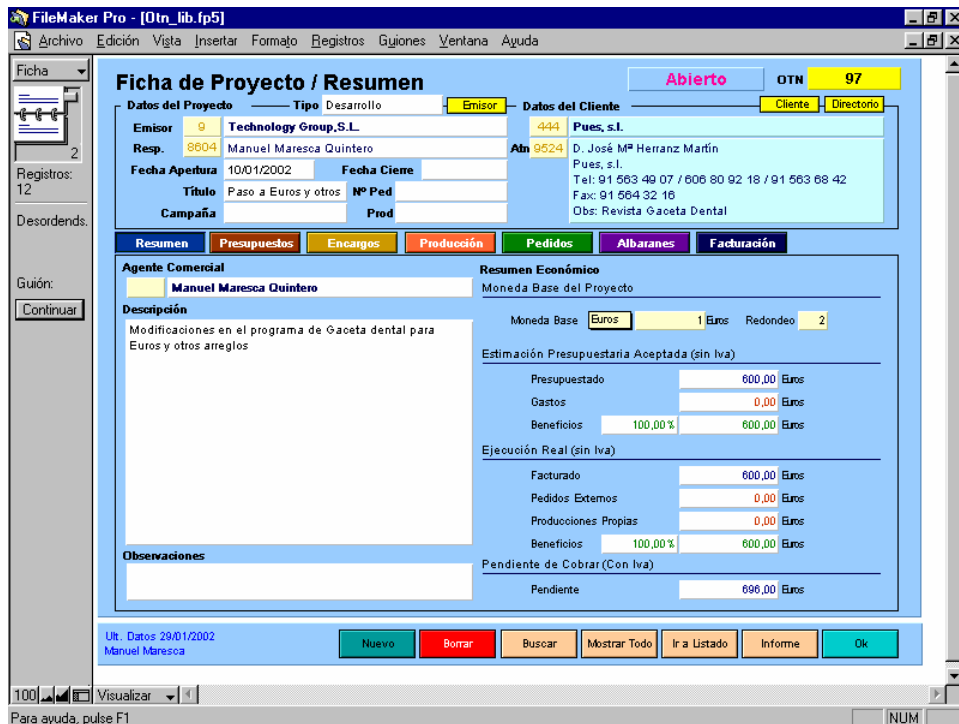 FileMaker Pro - [Otn_lib.fp5]
Archivo Edición Vista Insertar Formato Registros Guiones Ventana Ayuda
Ficha
2
Registros:
12
Desordends.
Guión:
Continuar
Ficha de Proyecto / Resumen
Abierto OTN 97
Datos del Proyecto Tipo Desarrollo Emisor Datos del Cliente Cliente Directorio
Emisor 9 Technology Group,S.L. 444 Pues, s.l.
Resp. 8604 Manuel Maresca Quintero Atn 9524 D. José Mª Herranz Martín
Pues, s.l.
Fecha Apertura 10/01/2002 Fecha Cierre Tel: 91 563 49 07 / 606 80 92 18 / 91 563 68 42
Título Paso a Euros y otros Nº Ped Fax: 91 564 32 16
Campaña Prod Obs: Revista Gaceta Dental
Resumen Presupuestos Encargos Producción Pedidos Albaranes Facturación
Agente Comercial
Manuel Maresca Quintero
Descripción
Modificaciones en el programa de Gaceta dental para
Euros y otros arreglos
Observaciones
Resumen Económico
Moneda Base del Proyecto
Moneda Base Euros 1 Euros Redondeo 2
Estimación Presupuestaria Aceptada (sin Iva)
Presupuestado 600,00 Euros
Gastos 0,00 Euros
Beneficios 100,00% 600,00 Euros
Ejecución Real (sin Iva)
Facturado 600,00 Euros
Pedidos Externos 0,00 Euros
Producciones Propias 0,00 Euros
Beneficios 100,00% 600,00 Euros
Pendiente de Cobrar (Con Iva)
Pendiente 696,00 Euros
Ult. Datos 29/01/2002
Manuel Maresca
Nuevo Borrar Buscar Mostrar Todo Ir a Listado Informe Ok
100 Visualizar
Para ayuda, pulse F1 NUM